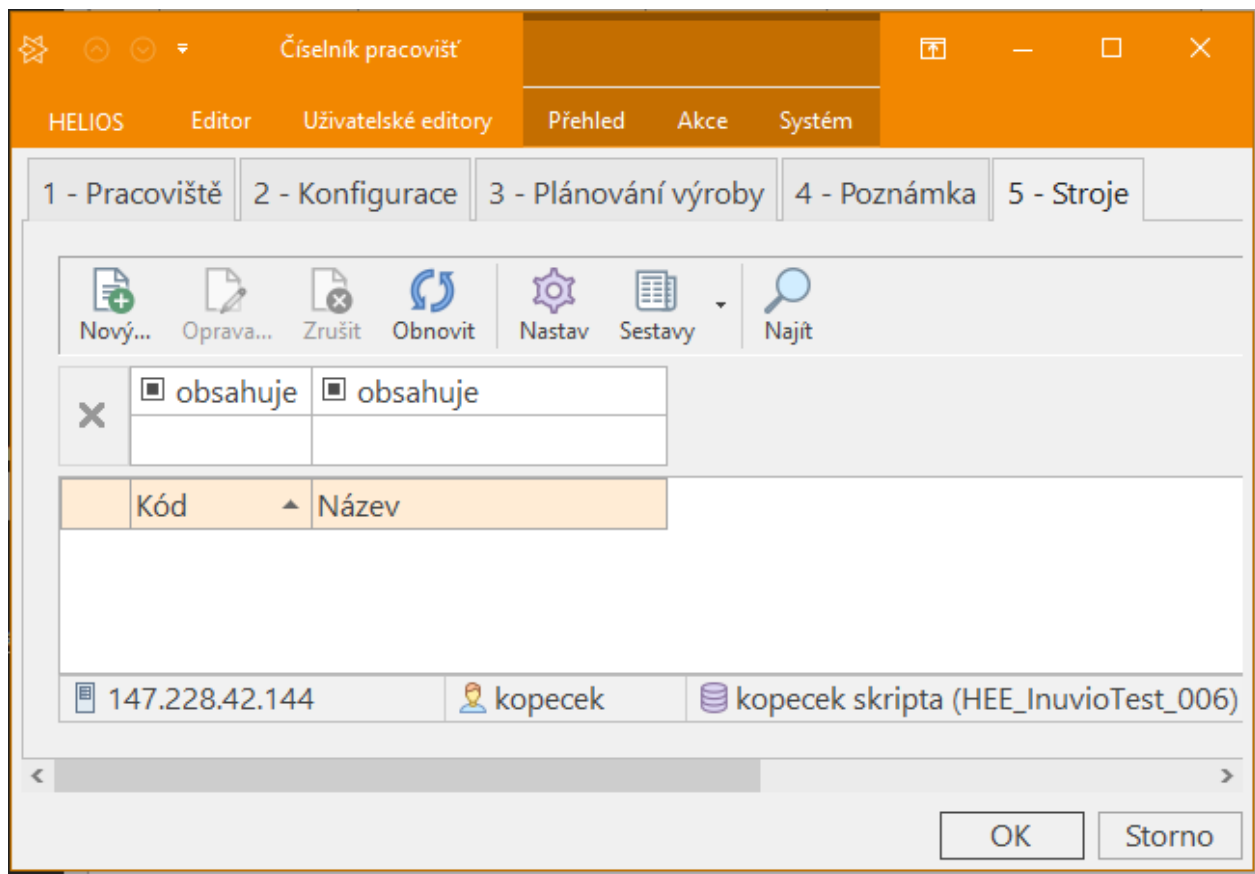 Číselník pracovišť
HELIOS Editor Uživatelské editory Přehled Akce Systém
1 - Pracoviště 2 - Konfigurace 3 - Plánování výroby 4 - Poznámka 5 - Stroje
Nový... Oprava... Zrušit Obnovit Nastav Sestavy Najít
obsahuje obsahuje
Kód Název
147.228.42.144 kopecek kopecek skripta (HEE_InuvioTest_006)
OK Storno